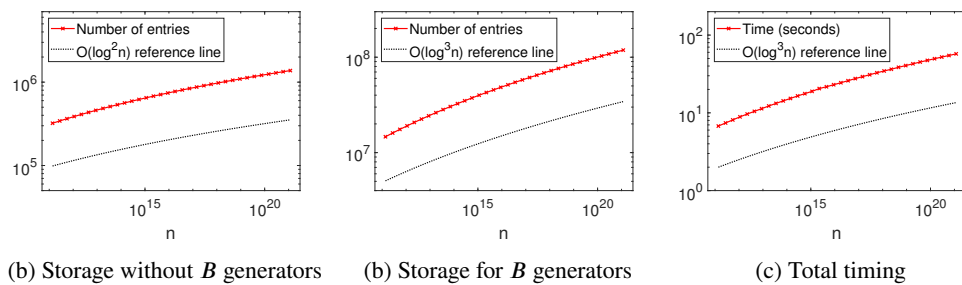 Number of entries
O(log²n) reference line
10⁶
10⁵
10¹⁵
10²⁰
n
(b) Storage without B generators
Number of entries
O(log³n) reference line
10⁸
10⁷
10¹⁵
10²⁰
n
(b) Storage for B generators
Time (seconds)
O(log³n) reference line
10²
10¹
10⁰
10¹⁵
10²⁰
n
(c) Total timing